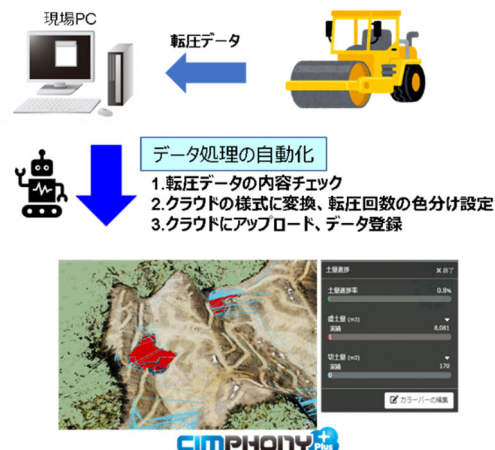 現場PC
転圧データ
データ処理の自動化
1.転圧データの内容チェック
2.クラウドの様式に変換、転圧回数の色分け設定
3.クラウドにアップロード、データ登録
土量進捗
×終了
土量進捗率
0.8%
盛土量 (m3)
実績
8,081
切土量 (m3)
実績
170
カラーバーの編集
CIMPHONY Plus